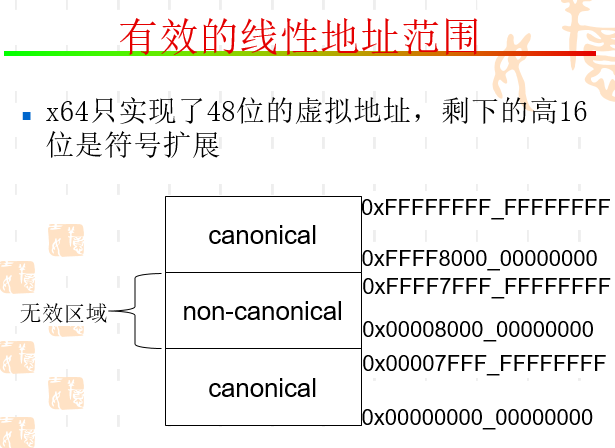 有效的线性地址范围
x64只实现了48位的虚拟地址，剩下的高16
位是符号扩展
0xFFFFFFFF_FFFFFFFF
canonical
0xFFFF8000_00000000
0xFFFF7FFF_FFFFFFFF
无效区域
non-canonical
0x00008000_00000000
0x00007FFF_FFFFFFFF
canonical
0x00000000_00000000